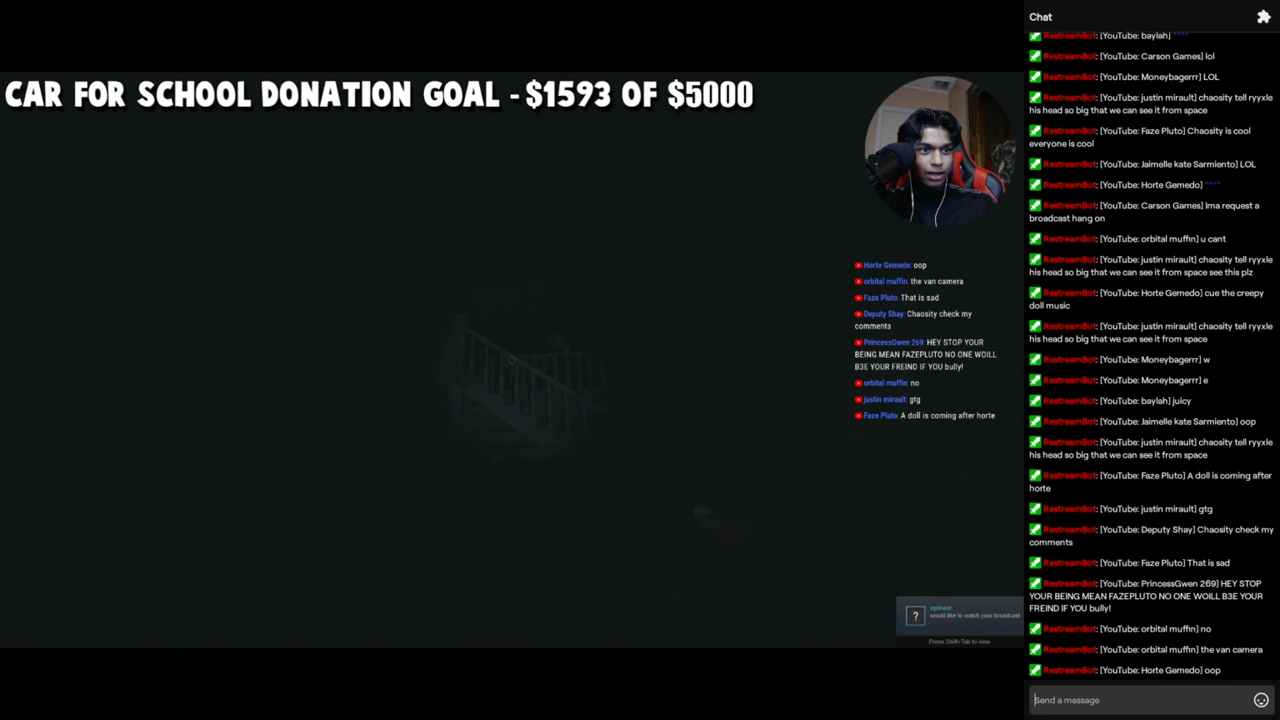 CAR FOR SCHOOL DONATION GOAL - $1593 OF $5000
Horte Gemedo: oop
orbital muffin: the van camera
Faze Pluto: That is sad
Deputy Shay: Chaosity check my
comments
PrincessGwen 269: HEY STOP YOUR
BEING MEAN FAZEPLUTO NO ONE WOILL
B3E YOUR FREIND IF YOU bully!
orbital muffin: no
justin mirault: gtg
Faze Pluto: A doll is coming after horte
?
would like to watch your broadcast
Press Shift+Tab to view
Chat
RestreamBot: [YouTube: baylah] ****
RestreamBot: [YouTube: Carson Games] lol
RestreamBot: [YouTube: Moneybagerrr] LOL
RestreamBot: [YouTube: justin mirault] chaosity tell ryyxle
his head so big that we can see it from space
RestreamBot: [YouTube: Faze Pluto] Chaosity is cool
everyone is cool
RestreamBot: [YouTube: Jaimelle kate Sarmiento] LOL
RestreamBot: [YouTube: Horte Gemedo] ****
RestreamBot: [YouTube: Carson Games] Ima request a
broadcast hang on
RestreamBot: [YouTube: orbital muffin] u cant
RestreamBot: [YouTube: justin mirault] chaosity tell ryyxle
his head so big that we can see it from space see this plz
RestreamBot: [YouTube: Horte Gemedo] cue the creepy
doll music
RestreamBot: [YouTube: justin mirault] chaosity tell ryyxle
his head so big that we can see it from space
RestreamBot: [YouTube: Moneybagerrr] w
RestreamBot: [YouTube: Moneybagerrr] e
RestreamBot: [YouTube: baylah] juicy
RestreamBot: [YouTube: Jaimelle kate Sarmiento] oop
RestreamBot: [YouTube: justin mirault] chaosity tell ryyxle
his head so big that we can see it from space
RestreamBot: [YouTube: Faze Pluto] A doll is coming after
horte
RestreamBot: [YouTube: justin mirault] gtg
RestreamBot: [YouTube: Deputy Shay] Chaosity check my
comments
RestreamBot: [YouTube: Faze Pluto] That is sad
RestreamBot: [YouTube: PrincessGwen 269] HEY STOP
YOUR BEING MEAN FAZEPLUTO NO ONE WOILL B3E YOUR
FREIND IF YOU bully!
RestreamBot: [YouTube: orbital muffin] no
RestreamBot: [YouTube: orbital muffin] the van camera
RestreamBot: [YouTube: Horte Gemedo] oop
Send a message